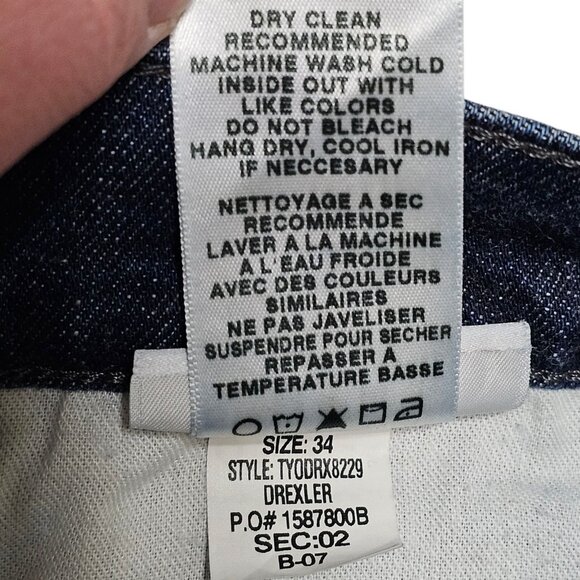 DRY CLEAN
RECOMMENDED
MACHINE WASH COLD
INSIDE OUT WITH
LIKE COLORS
DO NOT BLEACH
HANG DRY, COOL IRON
IF NECCESARY
NETTOYAGE A SEC
RECOMMENDE
LAVER A LA MACHINE
A L'EAU FROIDE
AVEC DES COULEURS
SIMILAIRES
NE PAS JAVELISER
SUSPENDRE POUR SECHER
REPASSER A
TEMPERATURE BASSE
SIZE: 34
STYLE: TYODRX8229
DREXLER
P.O# 1587800B
SEC:02
B-07